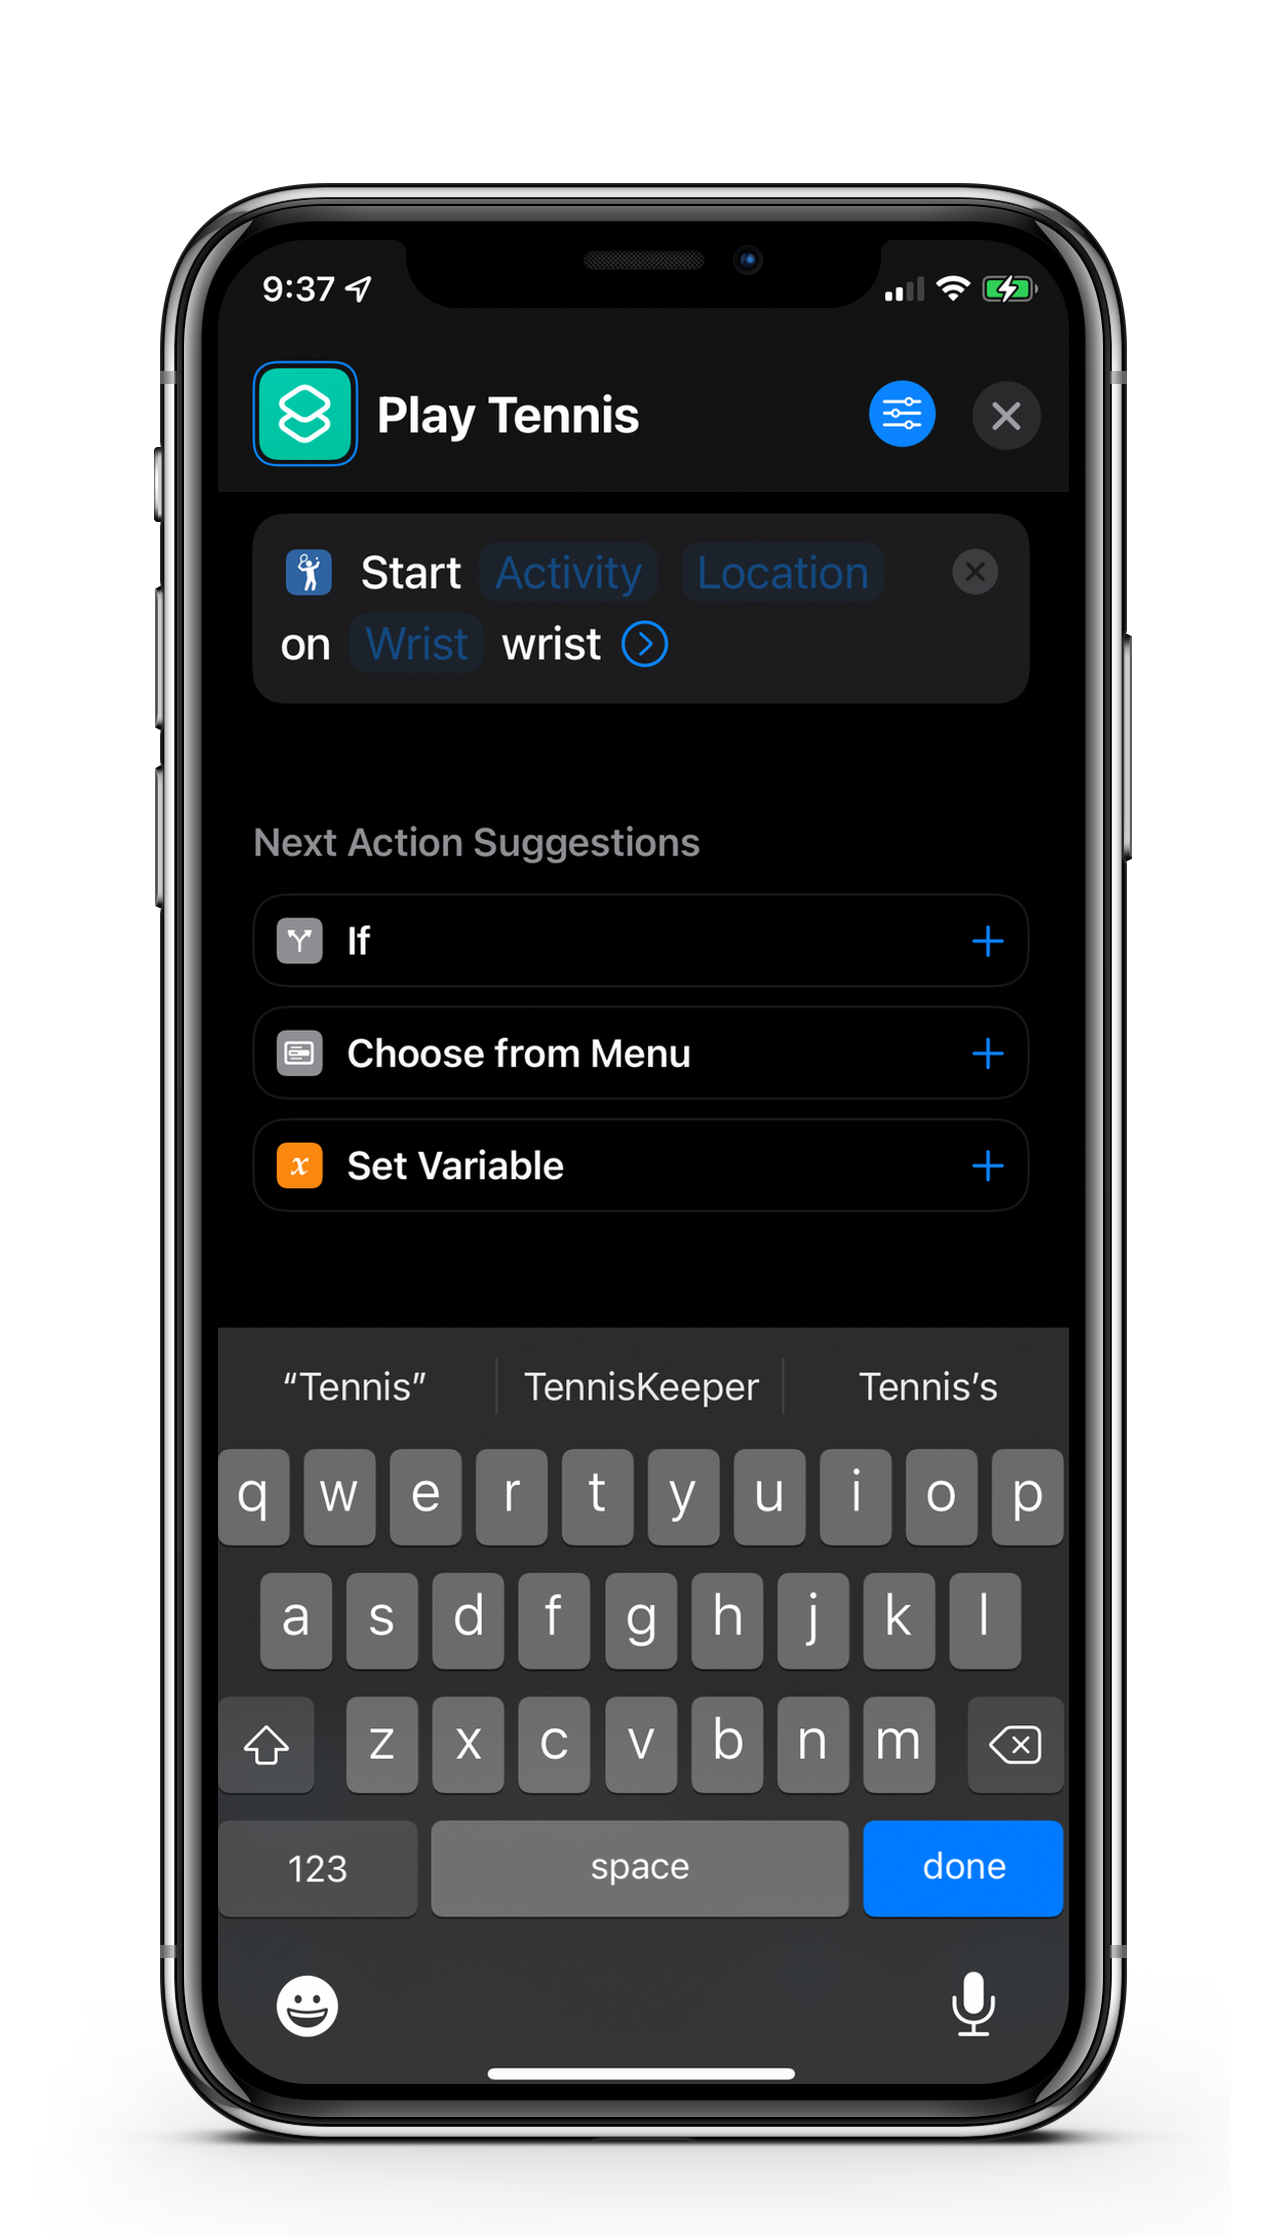 9:37
Play Tennis
Start Activity Location
on Wrist wrist
Next Action Suggestions
If
Choose from Menu
x Set Variable
“Tennis” TennisKeeper Tennis’s
q w e r t y u i o p
a s d f g h j k l
z x c v b n m
123 space done